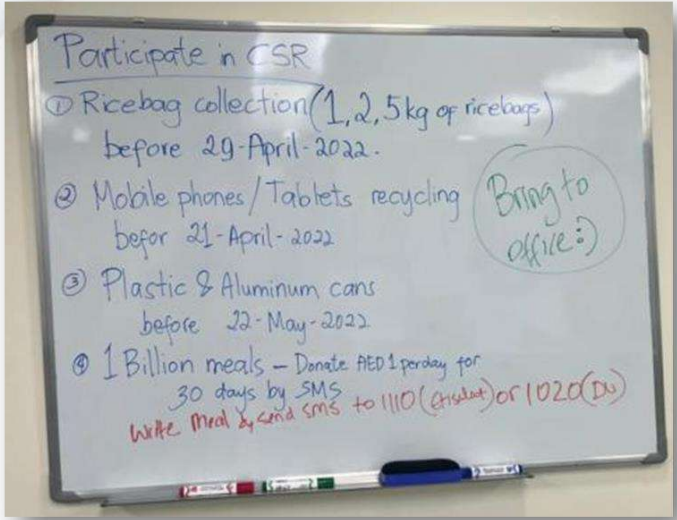 Participate in CSR
① Ricebag collection (1,2,5kg of ricebags)
before 29-April-2022.
② Mobile phones/Tablets recycling
befor 21-April-2022
Bring to
office :)
③ Plastic & Aluminum cans
before 22-May-2022
④ 1 Billion meals – Donate AED 1 perday for
30 days by SMS
Write Meal & send sms to 1110 (Etisalat) or 1020 (Du)